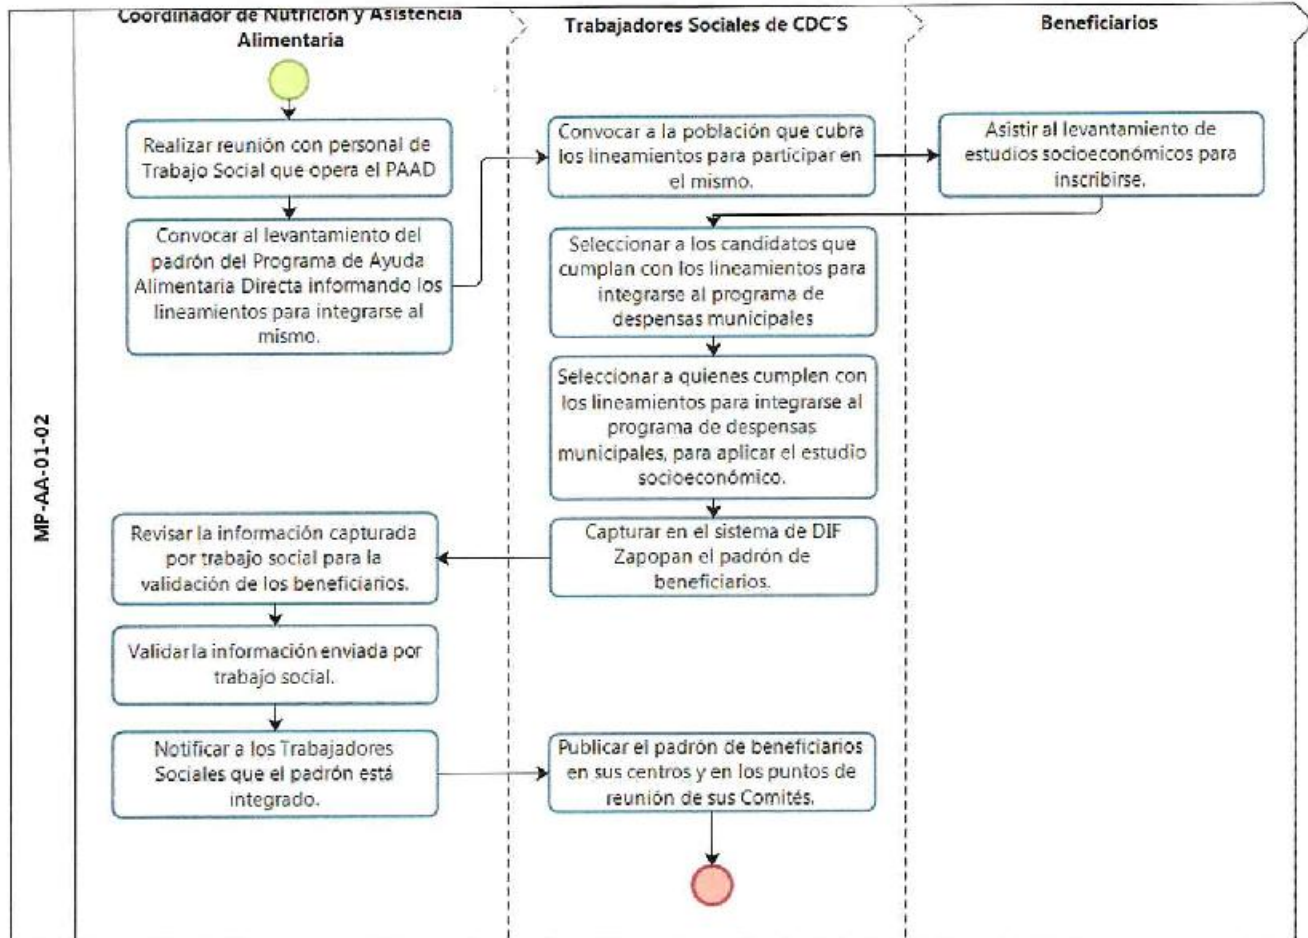 Coordinador de Nutrición y Asistencia
Alimentaria
Trabajadores Sociales de CDC´S
Beneficiarios
MP-AA-01-02
Realizar reunión con personal de
Trabajo Social que opera el PAAD
Convocar a la población que cubra
los lineamientos para participar en
el mismo.
Asistir al levantamiento de
estudios socioeconómicos para
inscribirse.
Convocar al levantamiento del
padrón del Programa de Ayuda
Alimentaria Directa informando los
lineamientos para integrarse al
mismo.
Seleccionar a los candidatos que
cumplan con los lineamientos para
integrarse al programa de
despensas municipales
Seleccionar a quienes cumplen con
los lineamientos para integrarse al
programa de despensas
municipales, para aplicar el estudio
socioeconómico.
Capturar en el sistema de DIF
Zapopan el padrón de
beneficiarios.
Revisar la información capturada
por trabajo social para la
validación de los beneficiarios.
Validar la información enviada por
trabajo social.
Notificar a los Trabajadores
Sociales que el padrón está
integrado.
Publicar el padrón de beneficiarios
en sus centros y en los puntos de
reunión de sus Comités.